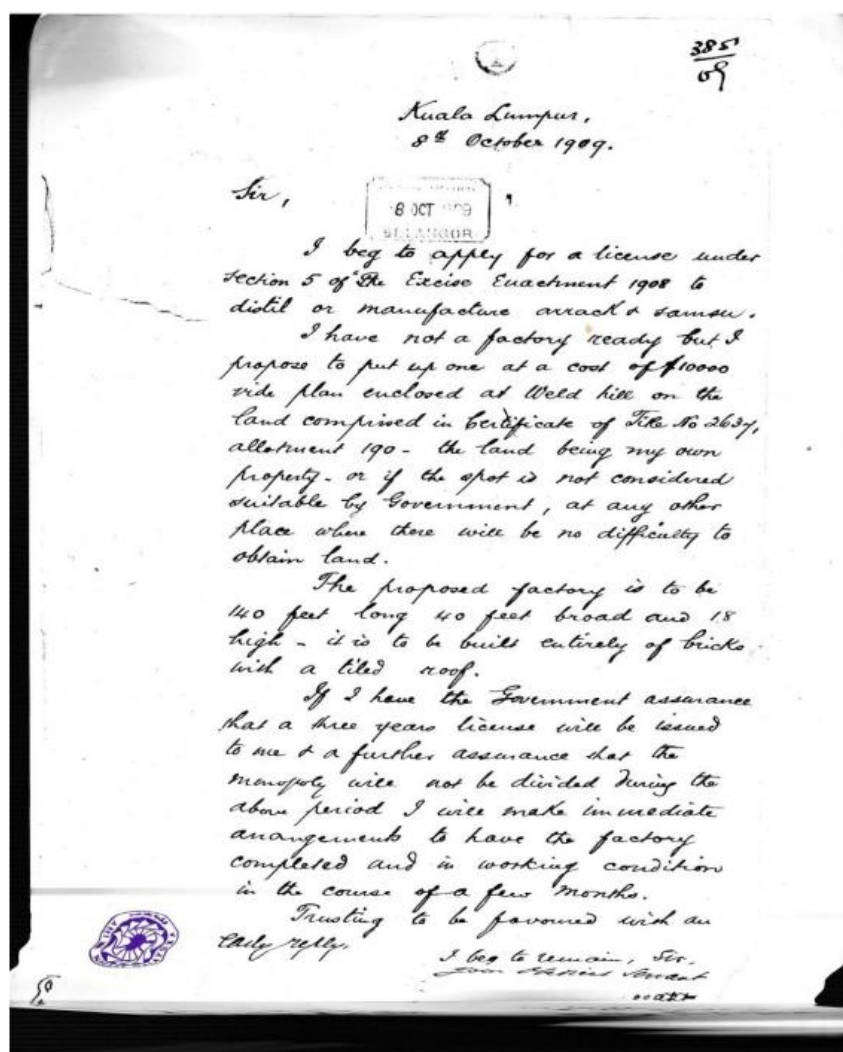 385
09
Kuala Lumpur,
8th October 1909.
Sir,
8 OCT 1909
SELANGOR
I beg to apply for a license under
section 5 of "The Excise Enactment 1908 to
distil or manufacture arrack & samsu.
I have not a factory ready but I
propose to put up one at a cost of $10000
vide plan enclosed at Weld hill on the
land comprised in Certificate of Title No 2637,
allotment 190 - the land being my own
property - or if the spot is not considered
suitable by Government, at any other
place where there will be no difficulty to
obtain land.
The proposed factory is to be
140 feet long 40 feet broad and 18
high - it is to be built entirely of bricks
with a tiled roof.
If I have the Government assurance
that a three years license will be issued
to me & a further assurance that the
monopoly will not be divided during the
above period I will make immediate
arrangements to have the factory
completed and in working condition
in the course of a few months.
Trusting to be favoured with an
early reply.
I beg to remain, Sir,
Your Obedient Servant